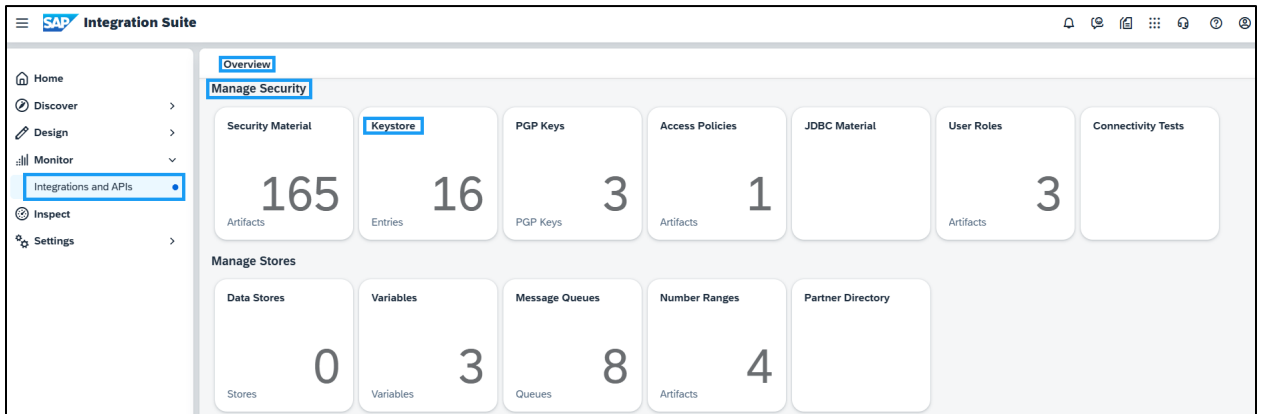 SAP Integration Suite
Home
Discover
Design
Monitor
Integrations and APIs
Inspect
Settings
Overview
Manage Security
Security Material
165
Artifacts
Keystore
16
Entries
PGP Keys
3
PGP Keys
Access Policies
1
Artifacts
JDBC Material
User Roles
3
Artifacts
Connectivity Tests
Manage Stores
Data Stores
0
Stores
Variables
3
Variables
Message Queues
8
Queues
Number Ranges
4
Artifacts
Partner Directory